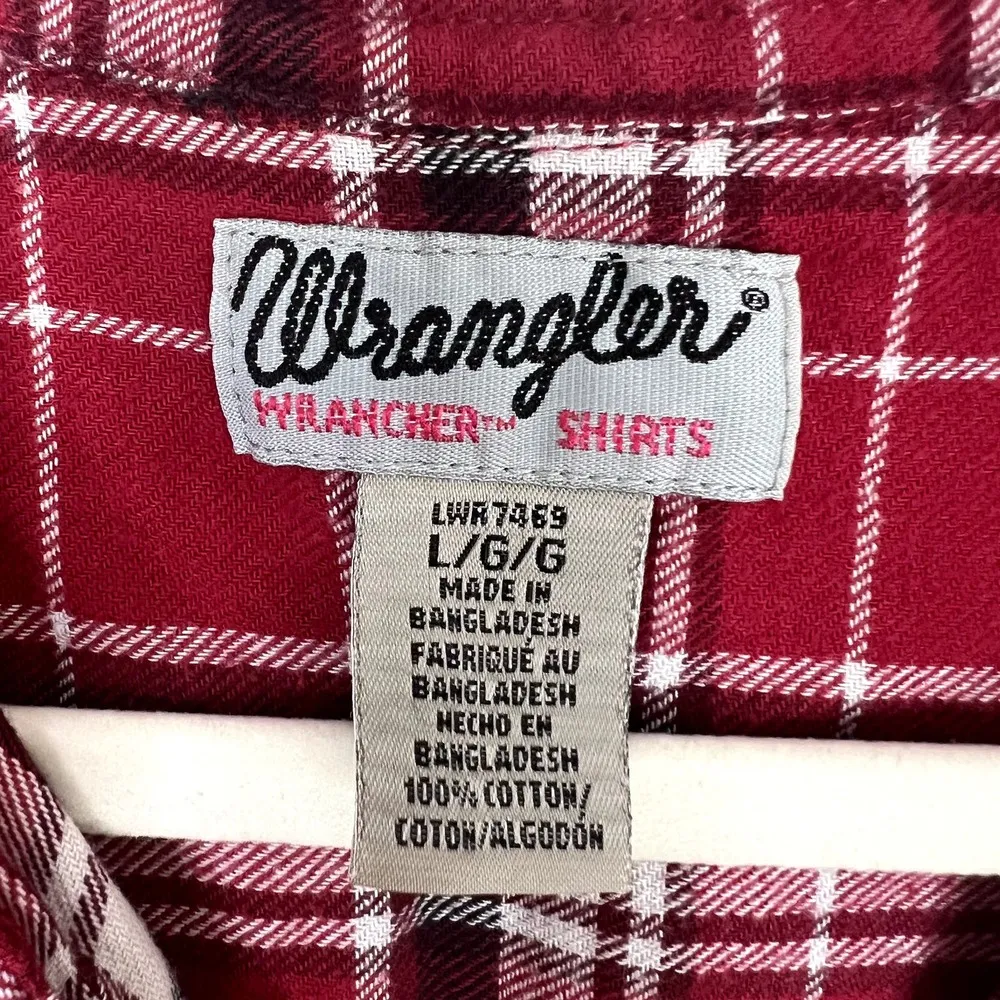 Wrangler®
WRANCHER™ SHIRTS
LWR7469
L/G/G
MADE IN
BANGLADESH
FABRIQUÉ AU
BANGLADESH
HECHO EN
BANGLADESH
100% COTTON/
COTON/ALGODÓN